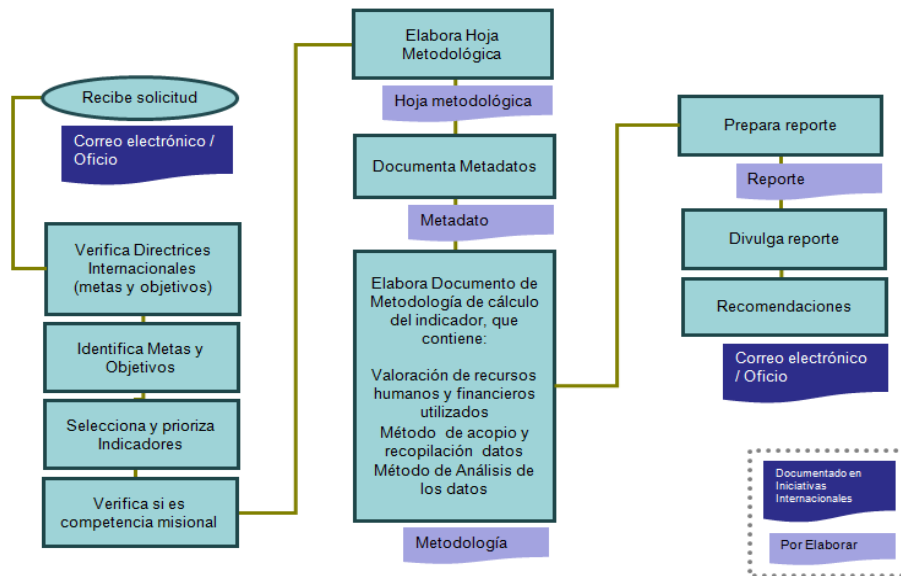 Recibe solicitud
Correo electrónico /
Oficio
Verifica Directrices
Internacionales
(metas y objetivos)
Identifica Metas y
Objetivos
Selecciona y prioriza
Indicadores
Verifica si es
competencia misional
Elabora Hoja
Metodológica
Hoja metodológica
Documenta Metadatos
Metadato
Elabora Documento de
Metodología de cálculo
del indicador, que
contiene:
Valoración de recursos
humanos y financieros
utilizados
Método de acopio y
recopilación datos
Método de Análisis de
los datos
Metodología
Prepara reporte
Reporte
Divulga reporte
Recomendaciones
Correo electrónico
/ Oficio
Documentado en
Iniciativas
Internacionales
Por Elaborar